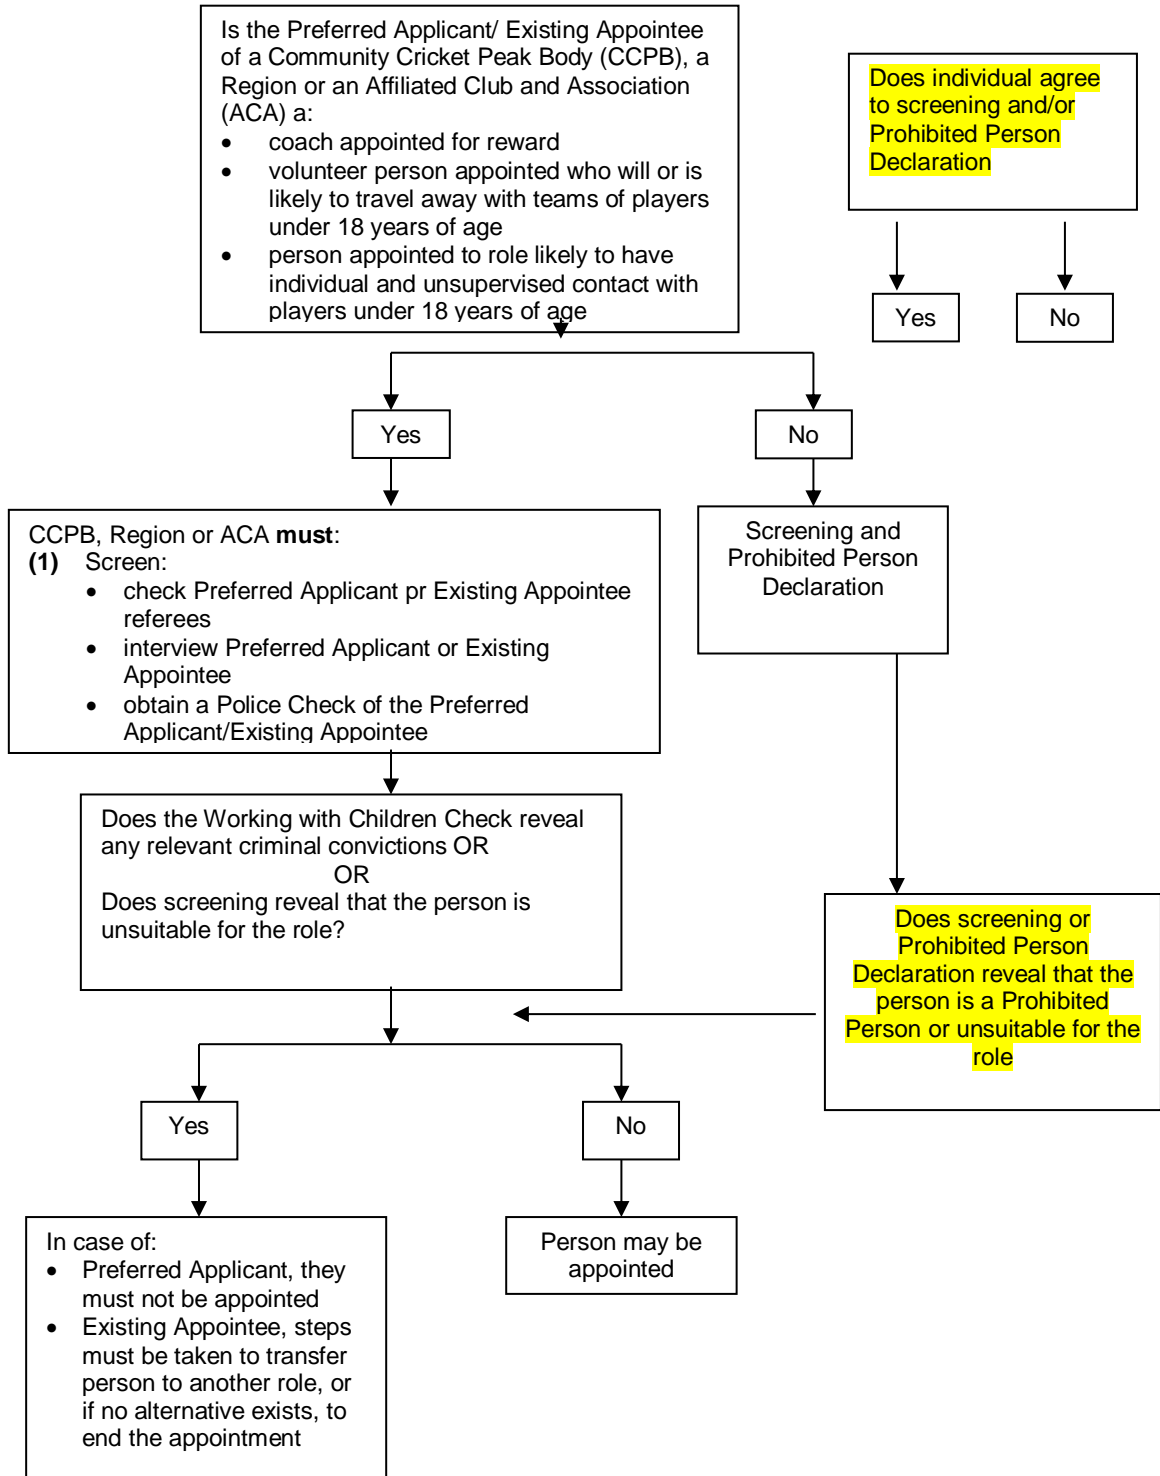 Is the Preferred Applicant/ Existing Appointee
of a Community Cricket Peak Body (CCPB), a
Region or an Affiliated Club and Association
(ACA) a:
• coach appointed for reward
• volunteer person appointed who will or is
likely to travel away with teams of players
under 18 years of age
• person appointed to role likely to have
individual and unsupervised contact with
players under 18 years of age
Does individual agree
to screening and/or
Prohibited Person
Declaration
Yes
No
Yes
No
CCPB, Region or ACA must:
(1) Screen:
• check Preferred Applicant pr Existing Appointee
referees
• interview Preferred Applicant or Existing
Appointee
• obtain a Police Check of the Preferred
Applicant/Existing Appointee
Screening and
Prohibited Person
Declaration
Does the Working with Children Check reveal
any relevant criminal convictions OR
OR
Does screening reveal that the person is
unsuitable for the role?
Does screening or
Prohibited Person
Declaration reveal that the
person is a Prohibited
Person or unsuitable for the
role
Yes
No
In case of:
• Preferred Applicant, they
must not be appointed
• Existing Appointee, steps
must be taken to transfer
person to another role, or
if no alternative exists, to
end the appointment
Person may be
appointed